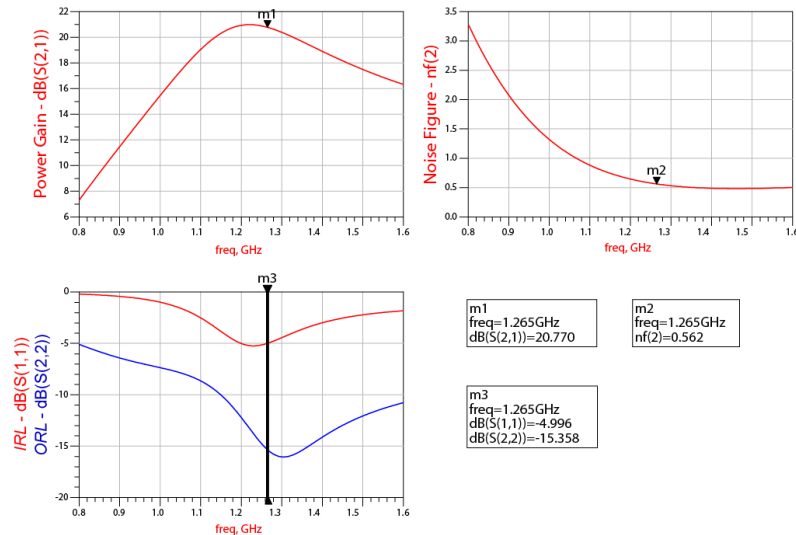 m1
22
20
18
16
14
12
10
8
6
Power Gain - dB(S(2,1)
0.8 0.9 1.0 1.1 1.2 1.3 1.4 1.5 1.6
freq, GHz
m2
3.5
3.0
2.5
2.0
1.5
1.0
0.5
0.0
Noise Figure - nf(2)
0.8 0.9 1.0 1.1 1.2 1.3 1.4 1.5 1.6
freq, GHz
m3
0
-5
-10
-15
-20
IRL - dB(S(1,1)
ORL - dB(S(2,2)
0.8 0.9 1.0 1.1 1.2 1.3 1.4 1.5 1.6
freq, GHz
m1
freq=1.265GHz
dB(S(2,1))=20.770
m2
freq=1.265GHz
nf(2)=0.562
m3
freq=1.265GHz
dB(S(1,1))=-4.996
dB(S(2,2))=-15.358